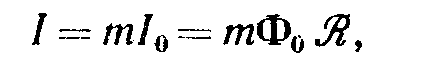 I = mI₀ = mΦ₀ ℛ,